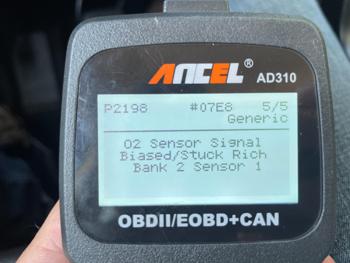 ANCEL® AD310
P2198 #07E8 5/5
Generic
O2 Sensor Signal
Biased/Stuck Rich
Bank 2 Sensor 1
OBDII/EOBD+CAN